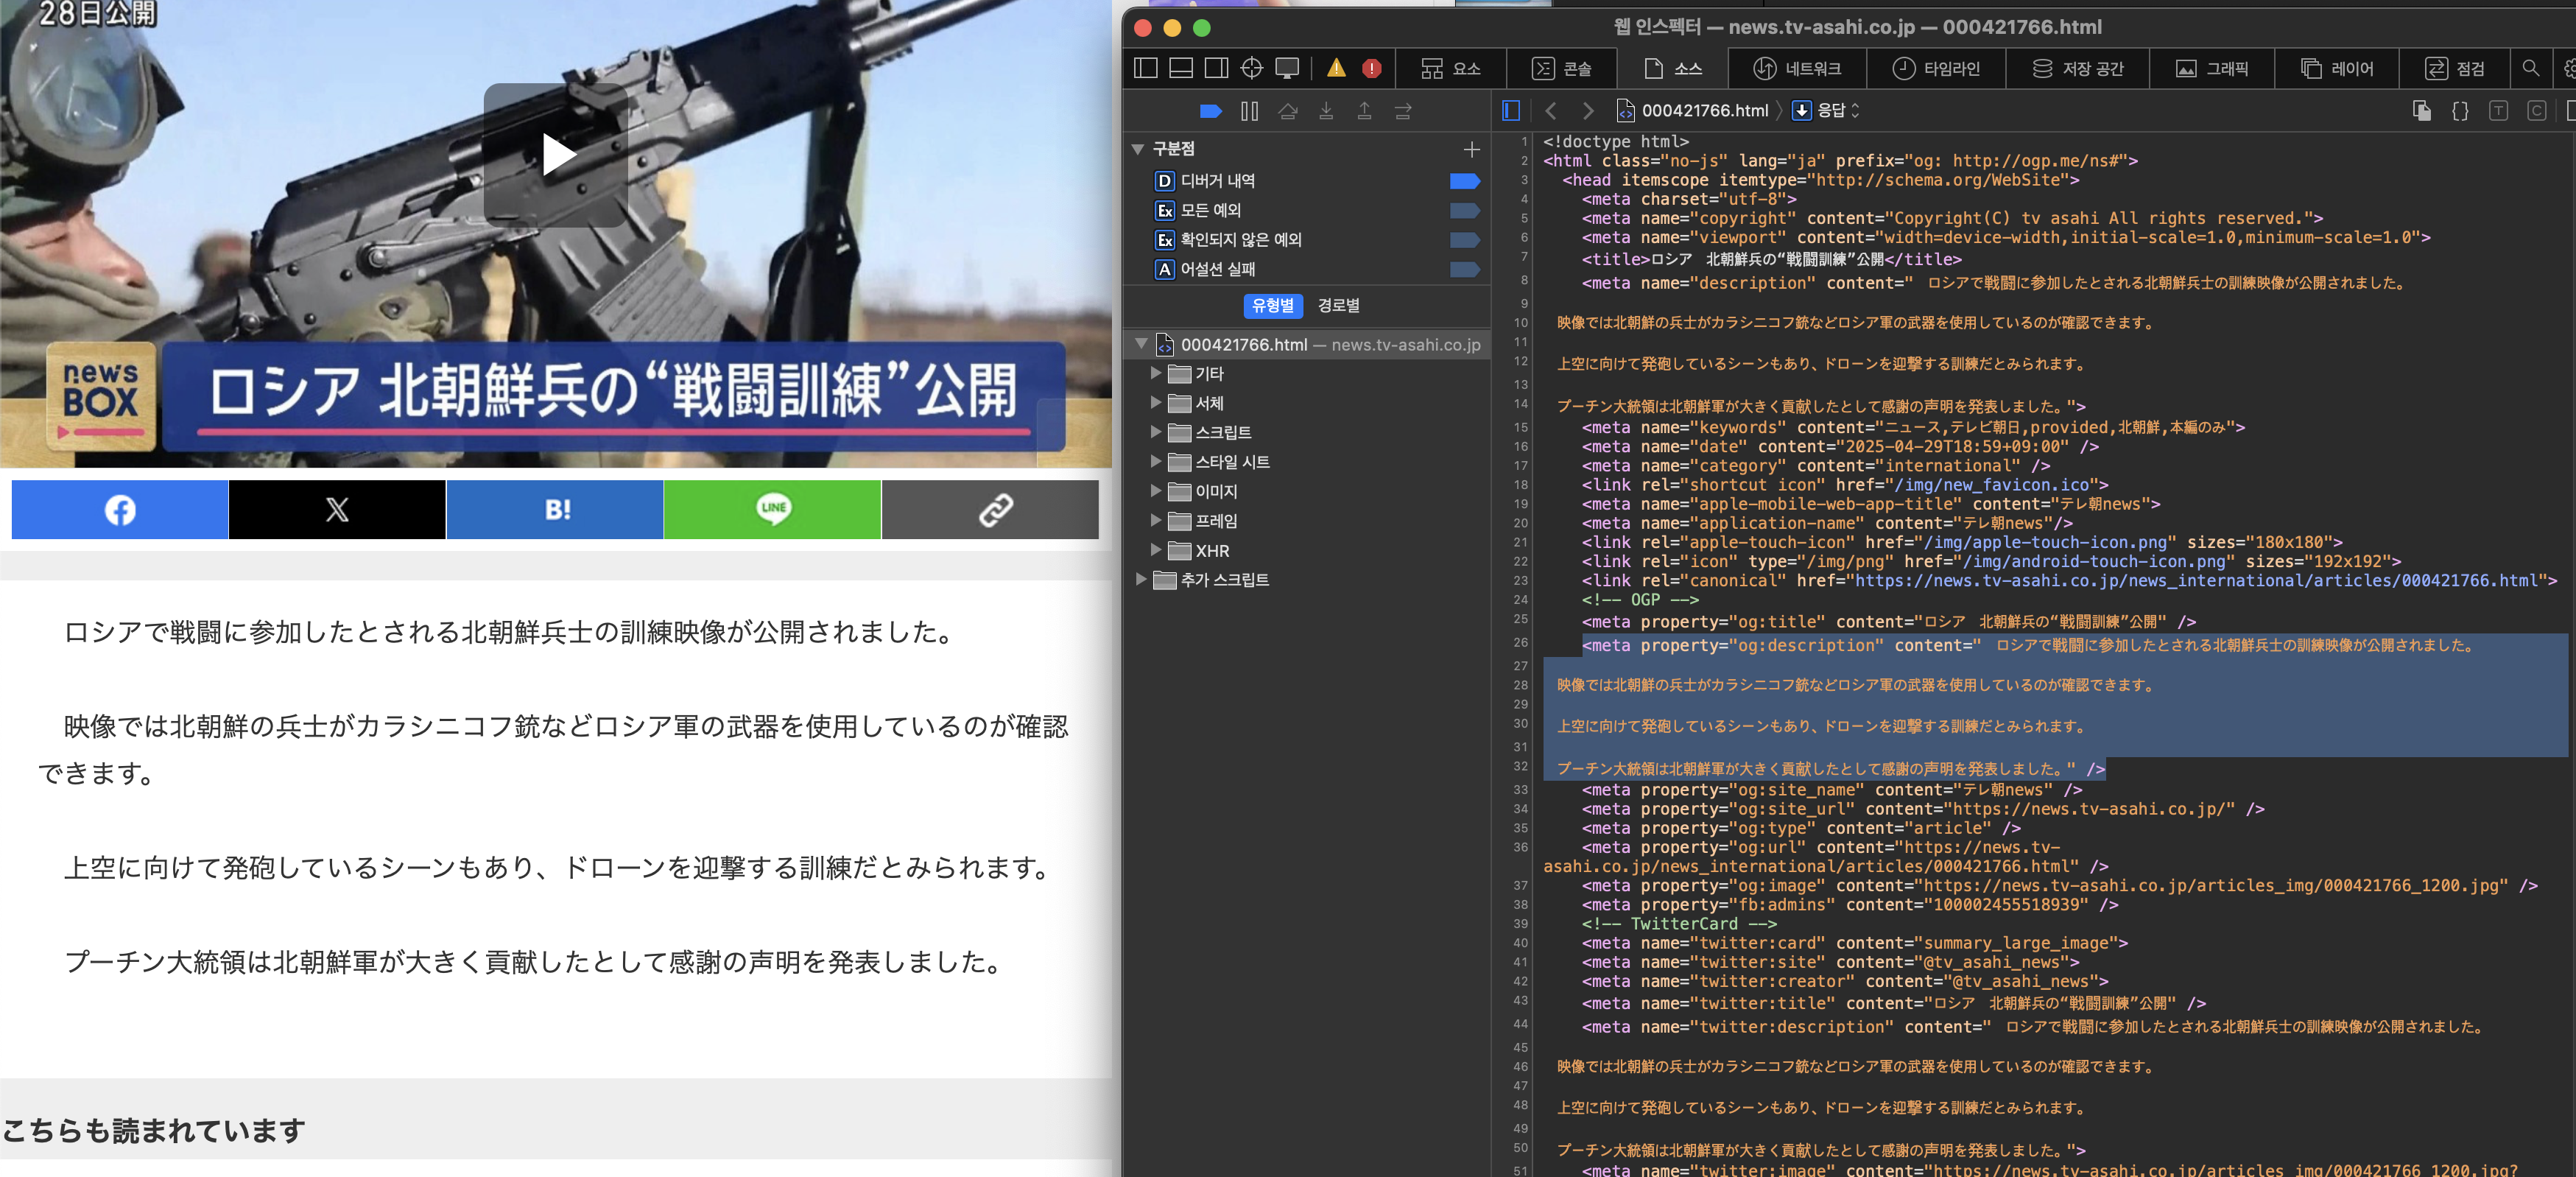 28日公開
news
BOX
ロシア 北朝鮮兵の“戦闘訓練”公開
B!
LINE
　ロシアで戦闘に参加したとされる北朝鮮兵士の訓練映像が公開されました。
　映像では北朝鮮の兵士がカラシニコフ銃などロシア軍の武器を使用しているのが確認
できます。
　上空に向けて発砲しているシーンもあり、ドローンを迎撃する訓練だとみられます。
　プーチン大統領は北朝鮮軍が大きく貢献したとして感謝の声明を発表しました。
こちらも読まれています
웹 인스펙터 — news.tv-asahi.co.jp — 000421766.html
요소
콘솔
소스
네트워크
타임라인
저장 공간
그래픽
레이어
점검
구분점
D 디버거 내역
Ex 모든 예외
Ex 확인되지 않은 예외
A 어설션 실패
유형별 경로별
000421766.html — news.tv-asahi.co.jp
기타
서체
스크립트
스타일 시트
이미지
프레임
XHR
추가 스크립트
000421766.html 응답
{} T C
1 <!doctype html>
2 <html class="no-js" lang="ja" prefix="og: http://ogp.me/ns#">
3 <head itemscope itemtype="http://schema.org/WebSite">
4 <meta charset="utf-8">
5 <meta name="copyright" content="Copyright(C) tv asahi All rights reserved.">
6 <meta name="viewport" content="width=device-width,initial-scale=1.0,minimum-scale=1.0">
7 <title>ロシア　北朝鮮兵の“戦闘訓練”公開</title>
8 <meta name="description" content="　ロシアで戦闘に参加したとされる北朝鮮兵士の訓練映像が公開されました。
9
10 　映像では北朝鮮の兵士がカラシニコフ銃などロシア軍の武器を使用しているのが確認できます。
11
12 　上空に向けて発砲しているシーンもあり、ドローンを迎撃する訓練だとみられます。
13
14 　プーチン大統領は北朝鮮軍が大きく貢献したとして感謝の声明を発表しました。">
15 <meta name="keywords" content="ニュース,テレビ朝日,provided,北朝鮮,本編のみ">
16 <meta name="date" content="2025-04-29T18:59+09:00" />
17 <meta name="category" content="international" />
18 <link rel="shortcut icon" href="/img/new_favicon.ico">
19 <meta name="apple-mobile-web-app-title" content="テレ朝news">
20 <meta name="application-name" content="テレ朝news"/>
21 <link rel="apple-touch-icon" href="/img/apple-touch-icon.png" sizes="180x180">
22 <link rel="icon" type="/img/png" href="/img/android-touch-icon.png" sizes="192x192">
23 <link rel="canonical" href="https://news.tv-asahi.co.jp/news_international/articles/000421766.html">
24 <!-- OGP -->
25 <meta property="og:title" content="ロシア　北朝鮮兵の“戦闘訓練”公開" />
26 <meta property="og:description" content="　ロシアで戦闘に参加したとされる北朝鮮兵士の訓練映像が公開されました。
27
28 　映像では北朝鮮の兵士がカラシニコフ銃などロシア軍の武器を使用しているのが確認できます。
29
30 　上空に向けて発砲しているシーンもあり、ドローンを迎撃する訓練だとみられます。
31
32 　プーチン大統領は北朝鮮軍が大きく貢献したとして感謝の声明を発表しました。" />
33 <meta property="og:site_name" content="テレ朝news" />
34 <meta property="og:site_url" content="https://news.tv-asahi.co.jp/" />
35 <meta property="og:type" content="article" />
36 <meta property="og:url" content="https://news.tv-
asahi.co.jp/news_international/articles/000421766.html" />
37 <meta property="og:image" content="https://news.tv-asahi.co.jp/articles_img/000421766_1200.jpg" />
38 <meta property="fb:admins" content="100002455518939" />
39 <!-- TwitterCard -->
40 <meta name="twitter:card" content="summary_large_image">
41 <meta name="twitter:site" content="@tv_asahi_news">
42 <meta name="twitter:creator" content="@tv_asahi_news">
43 <meta name="twitter:title" content="ロシア　北朝鮮兵の“戦闘訓練”公開" />
44 <meta name="twitter:description" content="　ロシアで戦闘に参加したとされる北朝鮮兵士の訓練映像が公開されました。
45
46 　映像では北朝鮮の兵士がカラシニコフ銃などロシア軍の武器を使用しているのが確認できます。
47
48 　上空に向けて発砲しているシーンもあり、ドローンを迎撃する訓練だとみられます。
49
50 　プーチン大統領は北朝鮮軍が大きく貢献したとして感謝の声明を発表しました。">
51 <meta name="twitter:image" content="https://news.tv-asahi.co.jp/articles_img/000421766_1200.jpg?